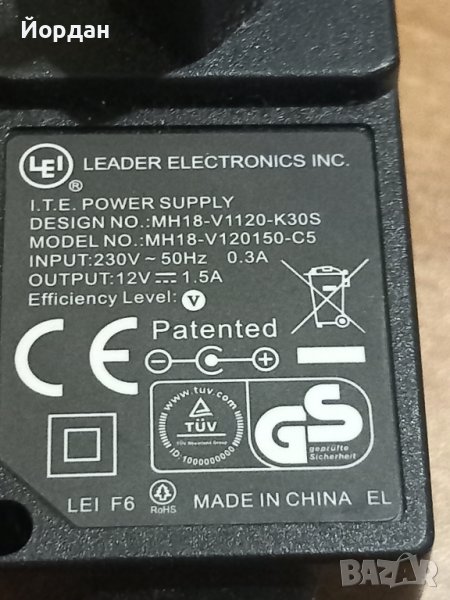 Йордан
LEI ® LEADER ELECTRONICS INC.
I.T.E. POWER SUPPLY
DESIGN NO.:MH18-V1120-K30S
MODEL NO.:MH18-V120150-C5
INPUT:230V ~ 50Hz 0.3A
OUTPUT:12V ⎓ 1.5A
Efficiency Level: V
CE Patented
www.tuv.com
TÜV
TÜV Rheinland Group
ID:1000000000
GS
geprüfte
Sicherheit
LEI F6 RoHS MADE IN CHINA EL
BAZAR